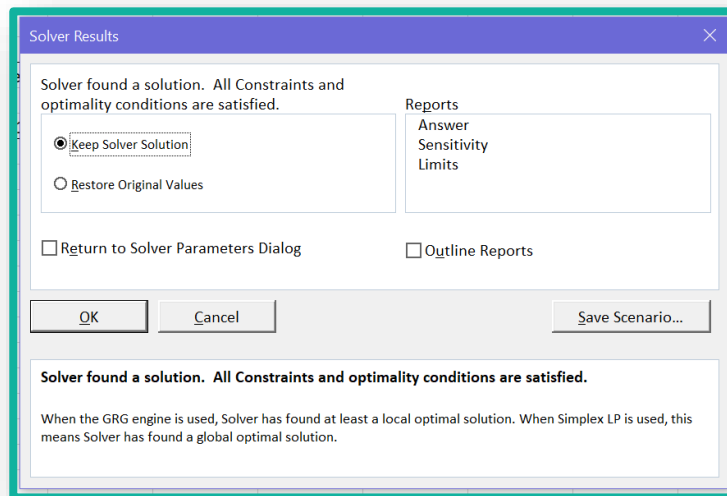 Solver Results
Solver found a solution. All Constraints and
optimality conditions are satisfied.
Keep Solver Solution
Restore Original Values
Reports
Answer
Sensitivity
Limits
Return to Solver Parameters Dialog
Outline Reports
OK
Cancel
Save Scenario...
Solver found a solution. All Constraints and optimality conditions are satisfied.
When the GRG engine is used, Solver has found at least a local optimal solution. When Simplex LP is used, this
means Solver has found a global optimal solution.